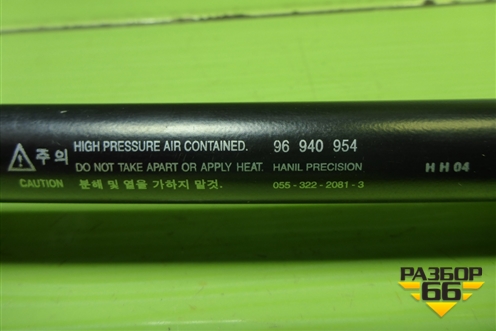 주의 HIGH PRESSURE AIR CONTAINED. 96 940 954
DO NOT TAKE APART OR APPLY HEAT. HANIL PRECISION H H 04
CAUTION 분해 및 열을 가하지 말것. 055 - 322 - 2081 - 3
РАЗБОР
66